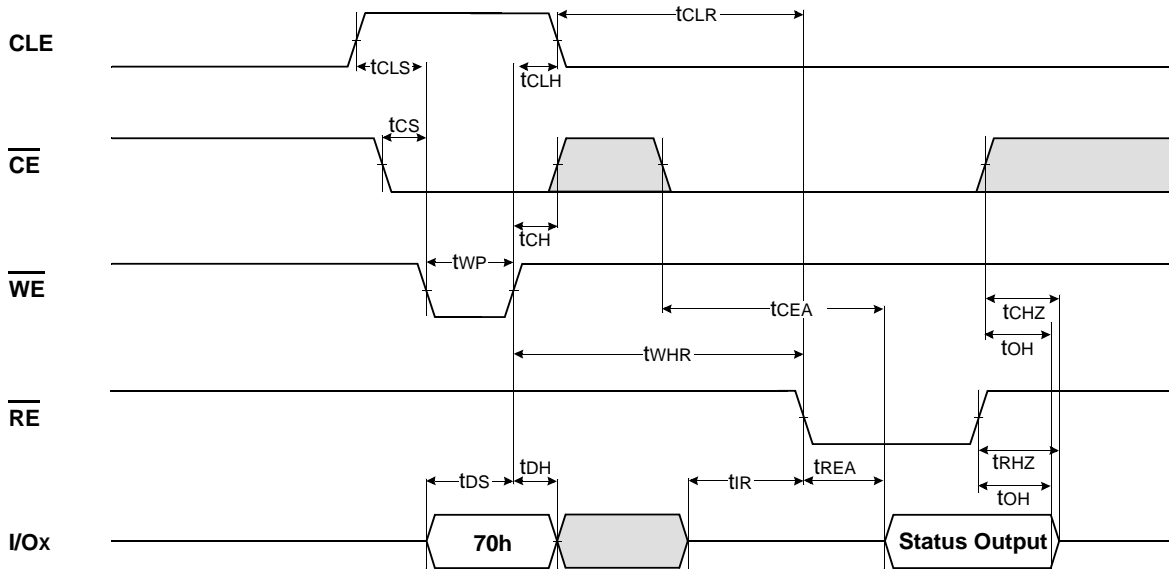 CLE
tCLR
tCLS
tCLH
CE
tCS
tCH
WE
tWP
tCEA
tCHZ
tOH
tWHR
RE
tRHZ
tOH
tDS
tDH
tIR
tREA
I/Ox
70h
Status Output